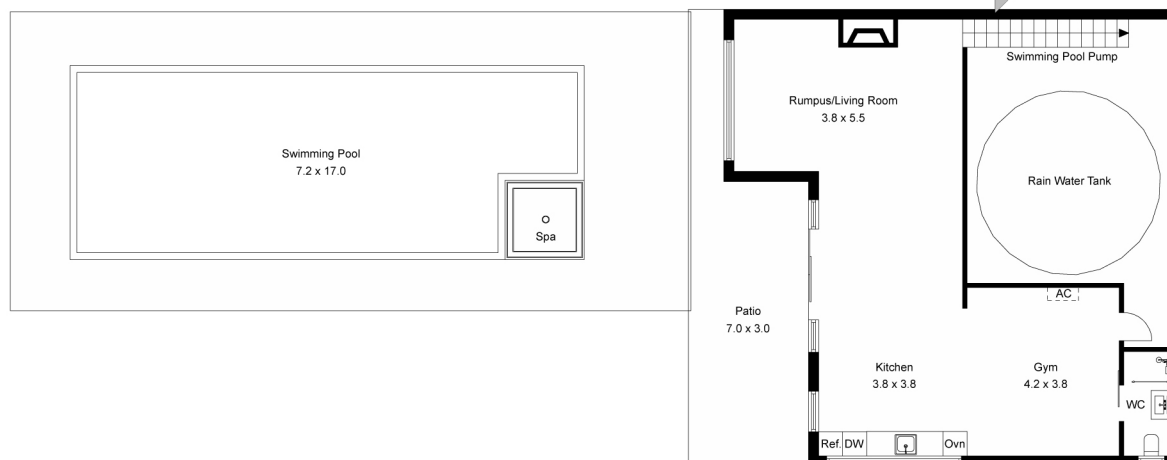 Swimming Pool Pump
Rumpus/Living Room
3.8 x 5.5
Swimming Pool
7.2 x 17.0
Rain Water Tank
Spa
AC
Patio
7.0 x 3.0
Kitchen
3.8 x 3.8
Gym
4.2 x 3.8
WC
Ref. DW
Ovn